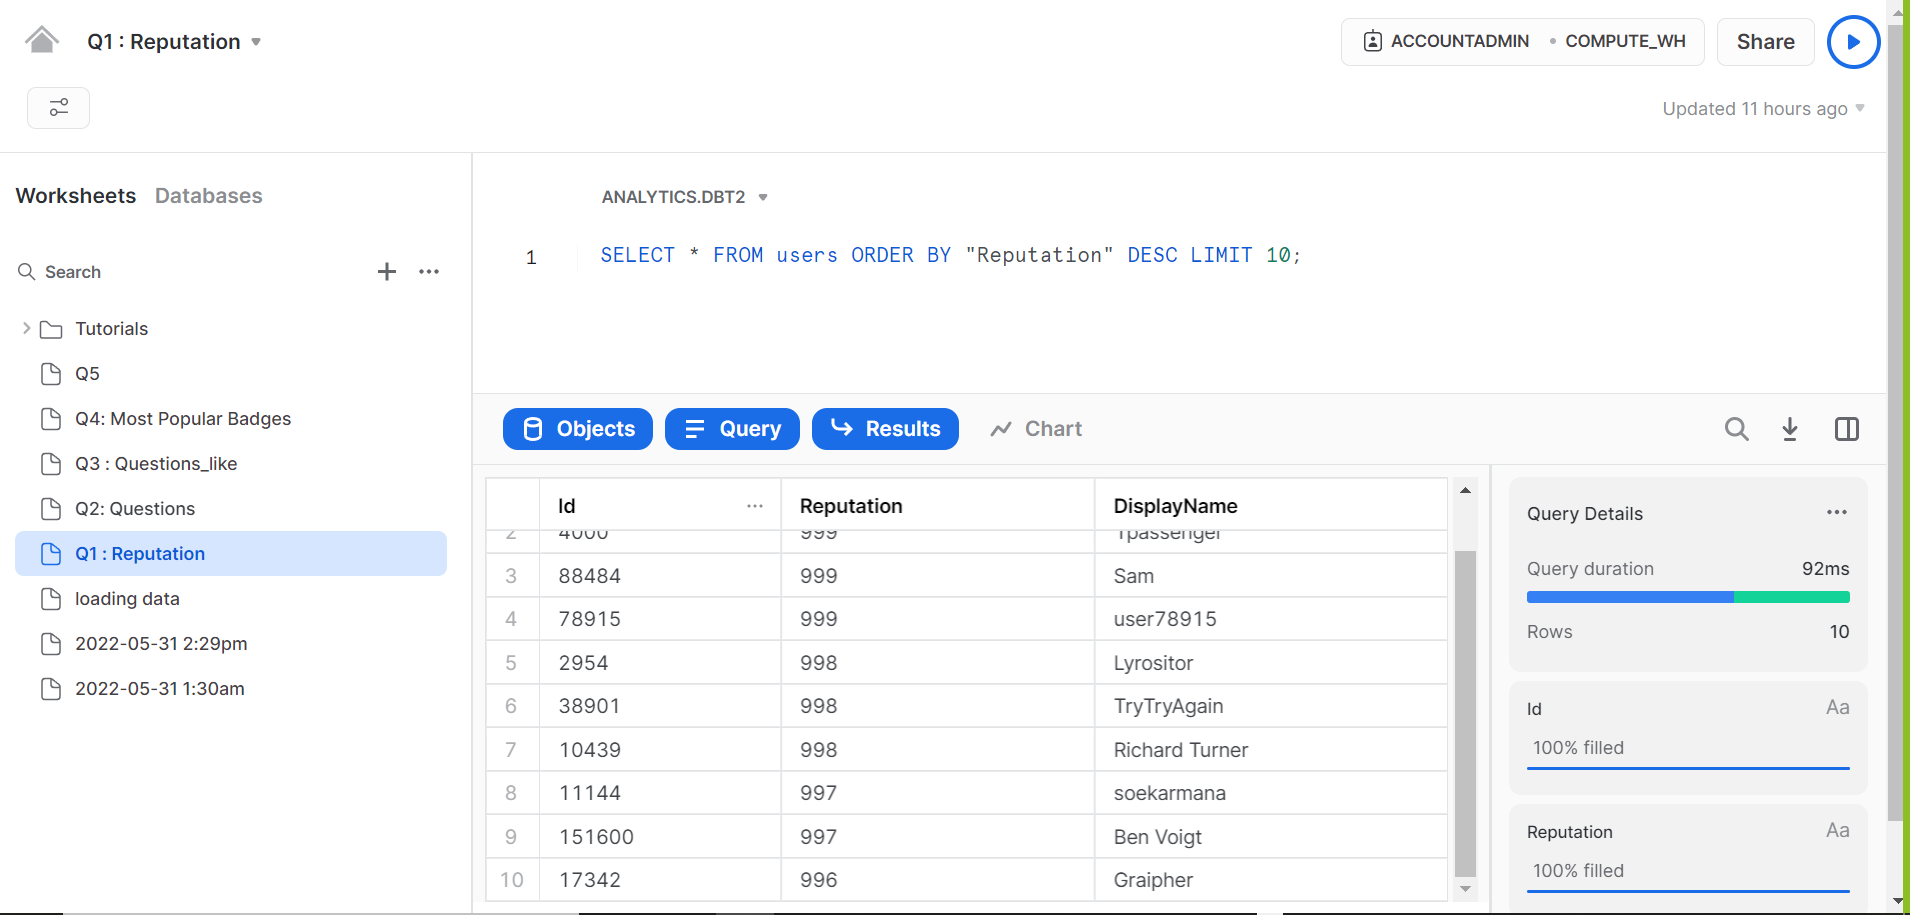 Q1 : Reputation
ACCOUNTADMIN COMPUTE_WH
Share
Updated 11 hours ago
Worksheets Databases
Search
Tutorials
Q5
Q4: Most Popular Badges
Q3 : Questions_like
Q2: Questions
Q1 : Reputation
loading data
2022-05-31 2:29pm
2022-05-31 1:30am
ANALYTICS.DBT2
1 SELECT * FROM users ORDER BY "Reputation" DESC LIMIT 10;
Objects Query Results Chart
Id ... Reputation DisplayName
2 4000 999 Tpassenger
3 88484 999 Sam
4 78915 999 user78915
5 2954 998 Lyrositor
6 38901 998 TryTryAgain
7 10439 998 Richard Turner
8 11144 997 soekarmana
9 151600 997 Ben Voigt
10 17342 996 Graipher
Query Details ...
Query duration 92ms
Rows 10
Id Aa
100% filled
Reputation Aa
100% filled